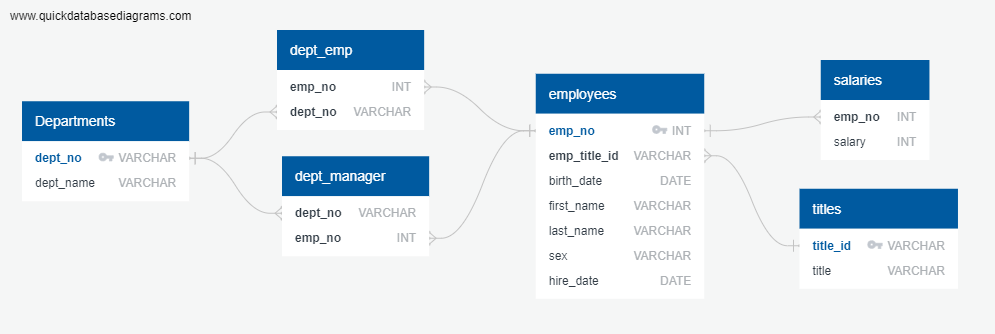 www.quickdatabasediagrams.com
Departments
dept_no VARCHAR
dept_name VARCHAR
dept_emp
emp_no INT
dept_no VARCHAR
dept_manager
dept_no VARCHAR
emp_no INT
employees
emp_no INT
emp_title_id VARCHAR
birth_date DATE
first_name VARCHAR
last_name VARCHAR
sex VARCHAR
hire_date DATE
salaries
emp_no INT
salary INT
titles
title_id VARCHAR
title VARCHAR